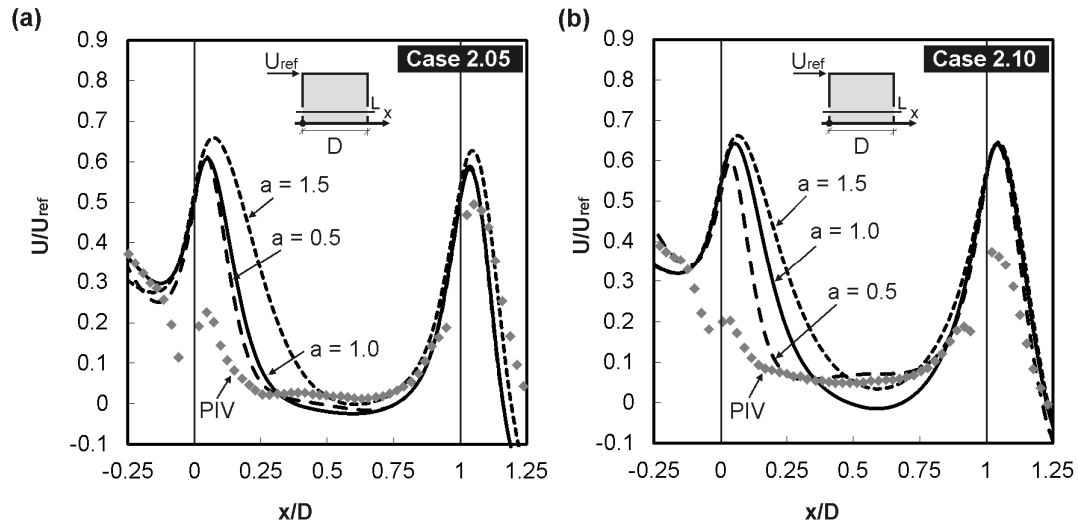 (a)
Case 2.05
Uref
L
x
D
a = 1.5
a = 0.5
a = 1.0
PIV
U/Uref
0.9
0.8
0.7
0.6
0.5
0.4
0.3
0.2
0.1
0
-0.1
-0.25
0
0.25
0.5
0.75
1
1.25
x/D
(b)
Case 2.10
Uref
L
x
D
a = 1.5
a = 1.0
a = 0.5
PIV
U/Uref
0.9
0.8
0.7
0.6
0.5
0.4
0.3
0.2
0.1
0
-0.1
-0.25
0
0.25
0.5
0.75
1
1.25
x/D